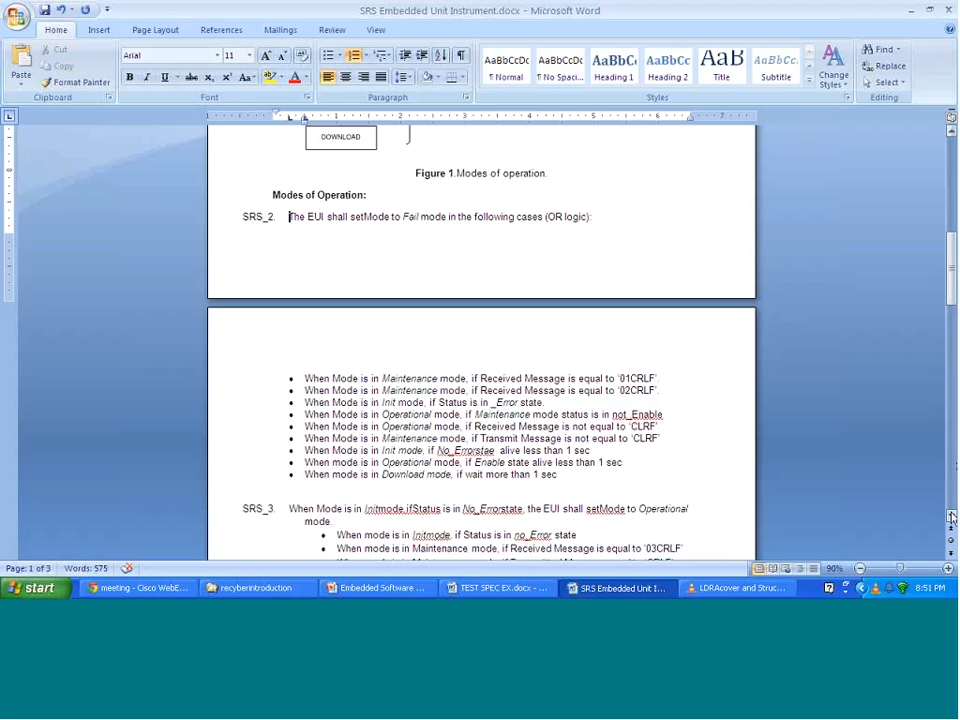 SRS Embedded Unit Instrument.docx - Microsoft Word
Home Insert Page Layout References Mailings Review View
Paste
Cut
Copy
Format Painter
Clipboard
Arial 11
Font
Paragraph
AaBbCcDc AaBbCcDc AaBbCc AaBbCc AaBb AaBbCc.
¶ Normal ¶ No Spaci... Heading 1 Heading 2 Title Subtitle
Change Styles
Styles
Find
Replace
Select
Editing
DOWNLOAD
Figure 1.Modes of operation.
Modes of Operation:
SRS_2. The EUI shall setMode to Fail mode in the following cases (OR logic):
• When Mode is in Maintenance mode, if Received Message is equal to '01CRLF'.
• When Mode is in Maintenance mode, if Received Message is equal to '02CRLF'.
• When Mode is in Init mode, if Status is in _Error state.
• When Mode is in Operational mode, if Maintenance mode status is in not_Enable
• When Mode is in Operational mode, if Received Message is not equal to 'CLRF'
• When Mode is in Maintenance mode, if Transmit Message is not equal to 'CLRF'
• When mode is in Init mode, if No_Errorstae alive less than 1 sec
• When mode is in Operational mode, if Enable state alive less than 1 sec
• When mode is in Download mode, if wait more than 1 sec
SRS_3. When Mode is in Initmode,ifStatus is in No_Errorstate, the EUI shall setMode to Operational
mode.
• When mode is in Initmode, if Status is in no_Error state
• When mode is in Maintenance mode, if Received Message is equal to '03CRLF'
Page: 1 of 3 Words: 575 90%
start meeting - Cisco WebE... recyberintroduction Embedded Software ... TEST SPEC EX.docx - ... SRS Embedded Unit I... LDRAcover and Struc... 8:51 PM